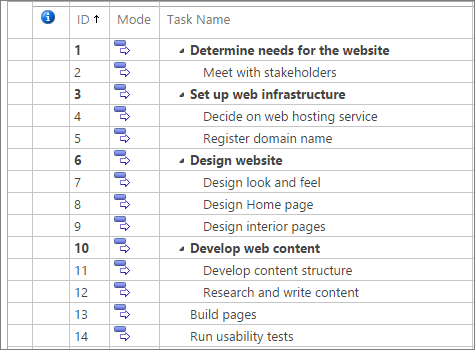 ID Mode Task Name
1 Determine needs for the website
2 Meet with stakeholders
3 Set up web infrastructure
4 Decide on web hosting service
5 Register domain name
6 Design website
7 Design look and feel
8 Design Home page
9 Design interior pages
10 Develop web content
11 Develop content structure
12 Research and write content
13 Build pages
14 Run usability tests